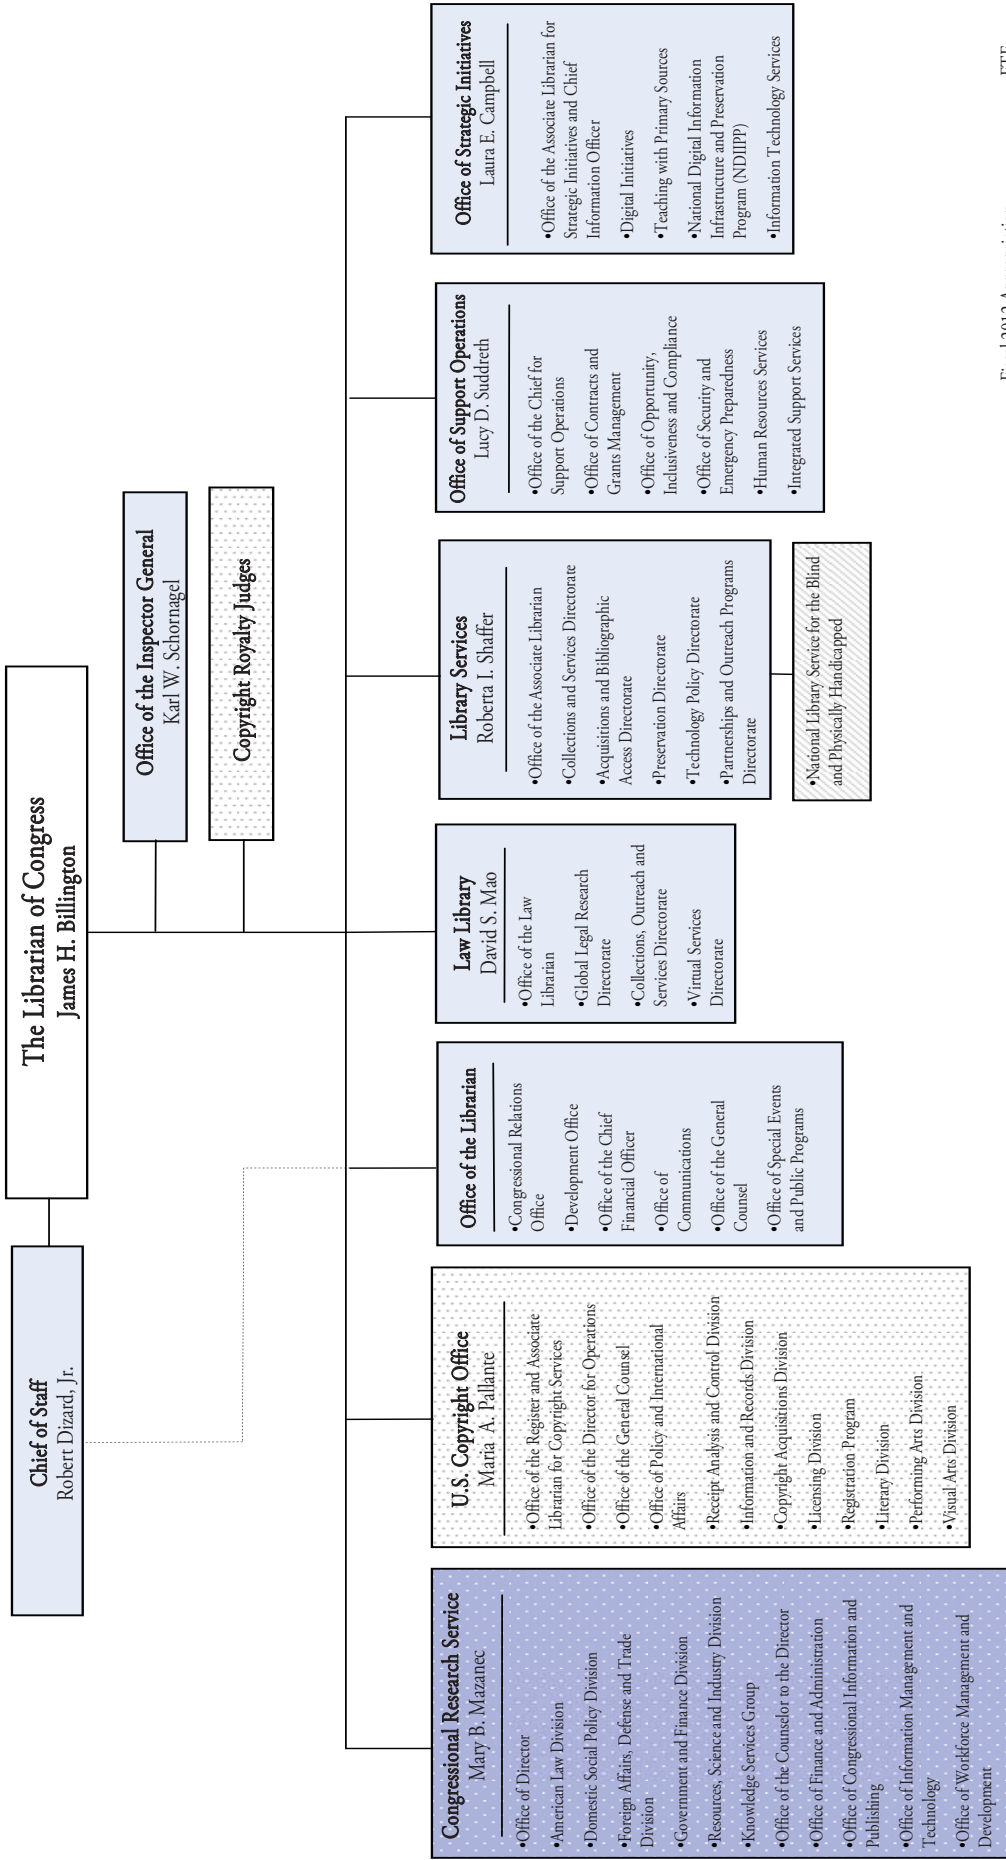 The Librarian of Congress
James H. Billington
Chief of Staff
Robert Dizard, Jr.
Office of the Inspector General
Karl W. Schornagel
Copyright Royalty Judges
Congressional Research Service
Mary B. Mazanec
•Office of Director
•American Law Division
•Domestic Social Policy Division
•Foreign Affairs, Defense and Trade
Division
•Government and Finance Division
•Resources, Science and Industry Division
•Knowledge Services Group
•Office of the Counselor to the Director
•Office of Finance and Administration
•Office of Congressional Information and
Publishing
•Office of Information Management and
Technology
•Office of Workforce Management and
Development
U.S. Copyright Office
Maria A. Pallante
•Office of the Register and Associate
Librarian for Copyright Services
•Office of the Director for Operations
•Office of the General Counsel
•Office of Policy and International
Affairs
•Receipt Analysis and Control Division
•Information and Records Division
•Copyright Acquisitions Division
•Licensing Division
•Registration Program
•Literary Division
•Performing Arts Division
•Visual Arts Division
Office of the Librarian
•Congressional Relations
Office
•Development Office
•Office of the Chief
Financial Officer
•Office of
Communications
•Office of the General
Counsel
•Office of Special Events
and Public Programs
Law Library
David S. Mao
•Office of the Law
Librarian
•Global Legal Research
Directorate
•Collections, Outreach and
Services Directorate
•Virtual Services
Directorate
Library Services
Roberta I. Shaffer
•Office of the Associate Librarian
•Collections and Services Directorate
•Acquisitions and Bibliographic
Access Directorate
•Preservation Directorate
•Technology Policy Directorate
•Partnerships and Outreach Programs
Directorate
•National Library Service for the Blind
and Physically Handicapped
Office of Support Operations
Lucy D. Suddreth
•Office of the Chief for
Support Operations
•Office of Contracts and
Grants Management
•Office of Opportunity,
Inclusiveness and Compliance
•Office of Security and
Emergency Preparedness
•Human Resources Services
•Integrated Support Services
Office of Strategic Initiatives
Laura E. Campbell
•Office of the Associate Librarian for
Strategic Initiatives and Chief
Information Officer
•Digital Initiatives
•Teaching with Primary Sources
•National Digital Information
Infrastructure and Preservation
Program (NDIIPP)
•Information Technology Services